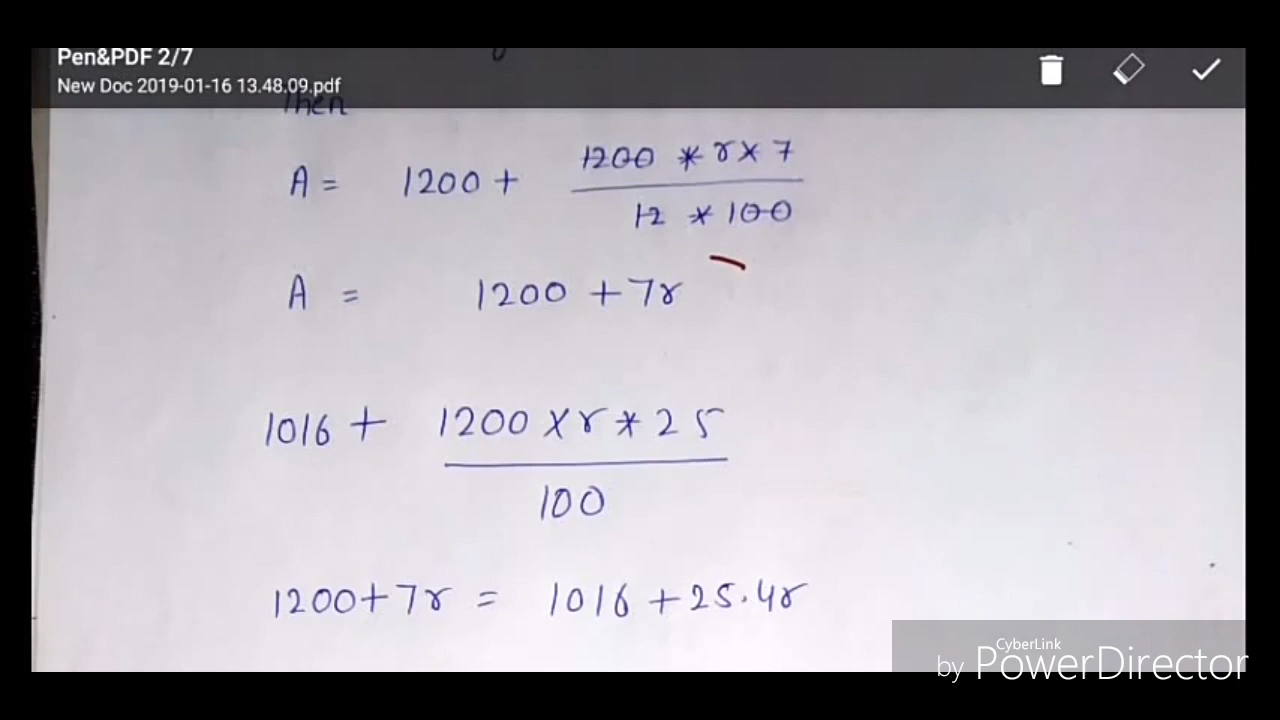 Pen&PDF 2/7
New Doc 2019-01-16 13.48.09.pdf
Then
A = 1200 + 1200 * r × 7
12 * 100
A = 1200 + 7r
1016 + 1200 × r * 25
100
1200 + 7r = 1016 + 25.4r
CyberLink
by PowerDirector